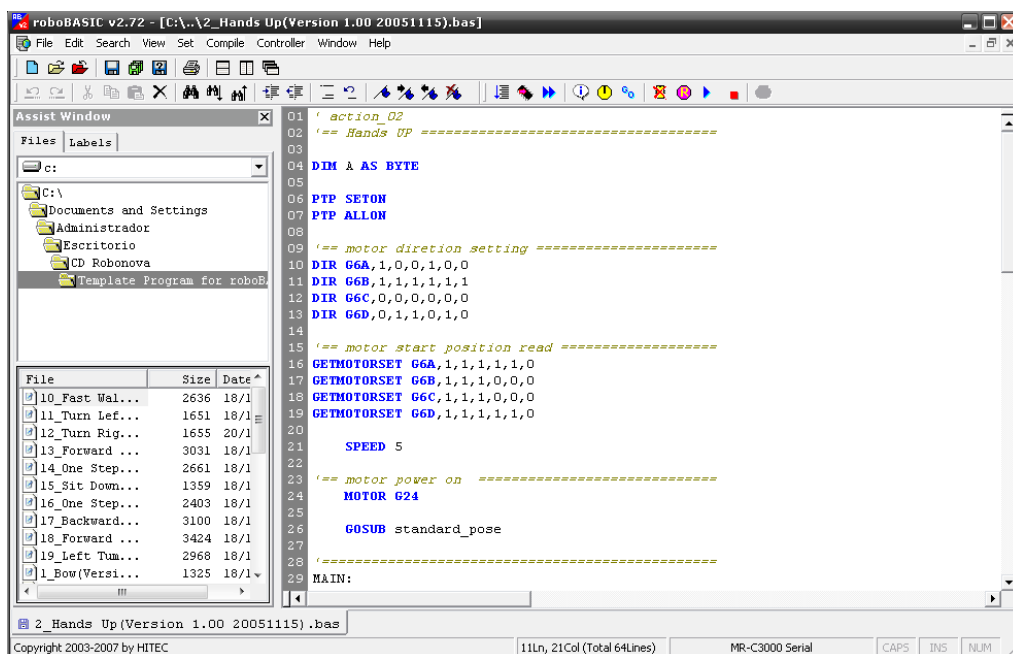 roboBASIC v2.72 - [C:\..\2_Hands Up(Version 1.00 20051115).bas]
File Edit Search View Set Compile Controller Window Help
Assist Window
Files Labels
c:
C:\
Documents and Settings
Administrador
Escritorio
CD Robonova
Template Program for roboBA
File Size Date
10_Fast Wal... 2636 18/1
11_Turn Lef... 1651 18/1
12_Turn Rig... 1655 20/1
13_Forward ... 3031 18/1
14_One Step... 2661 18/1
15_Sit Down... 1359 18/1
16_One Step... 2403 18/1
17_Backward... 3100 18/1
18_Forward ... 3424 18/1
19_Left Tum... 2968 18/1
1_Bow(Versi... 1325 18/1
01 ' action_02
02 '== Hands UP ====================================
03
04 DIM A AS BYTE
05
06 PTP SETON
07 PTP ALLON
08
09 '== motor diretion setting ======================
10 DIR G6A,1,0,0,1,0,0
11 DIR G6B,1,1,1,1,1,1
12 DIR G6C,0,0,0,0,0,0
13 DIR G6D,0,1,1,0,1,0
14
15 '== motor start position read ===================
16 GETMOTORSET G6A,1,1,1,1,1,0
17 GETMOTORSET G6B,1,1,1,0,0,0
18 GETMOTORSET G6C,1,1,1,0,0,0
19 GETMOTORSET G6D,1,1,1,1,1,0
20
21 SPEED 5
22
23 '== motor power on =============================
24 MOTOR G24
25
26 GOSUB standard_pose
27
28 '================================================
29 MAIN:
2_Hands Up(Version 1.00 20051115).bas
Copyright 2003-2007 by HITEC
11Ln, 21Col (Total 64Lines)
MR-C3000 Serial
CAPS INS NUM